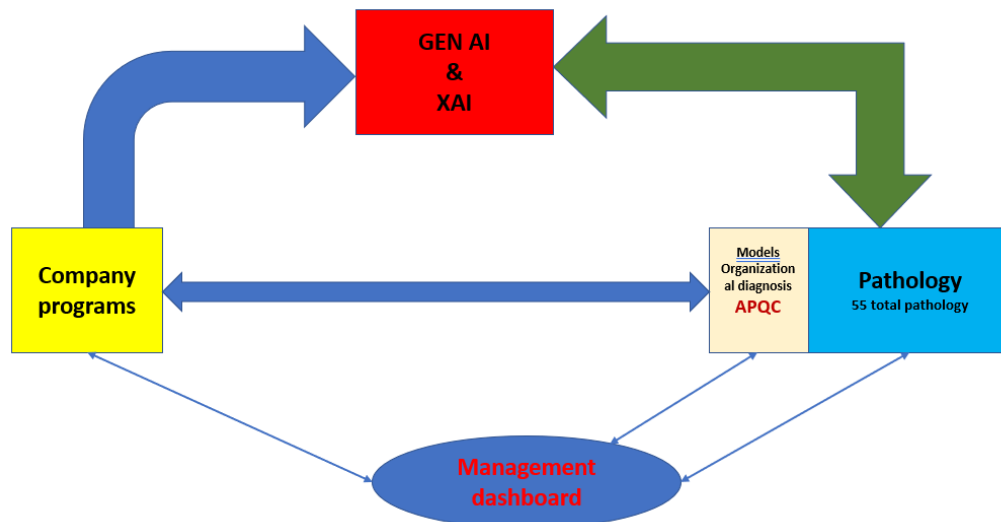 GEN AI
&
XAI
Company
programs
Models
Organization
al diagnosis
APQC
Pathology
55 total pathology
Management
dashboard